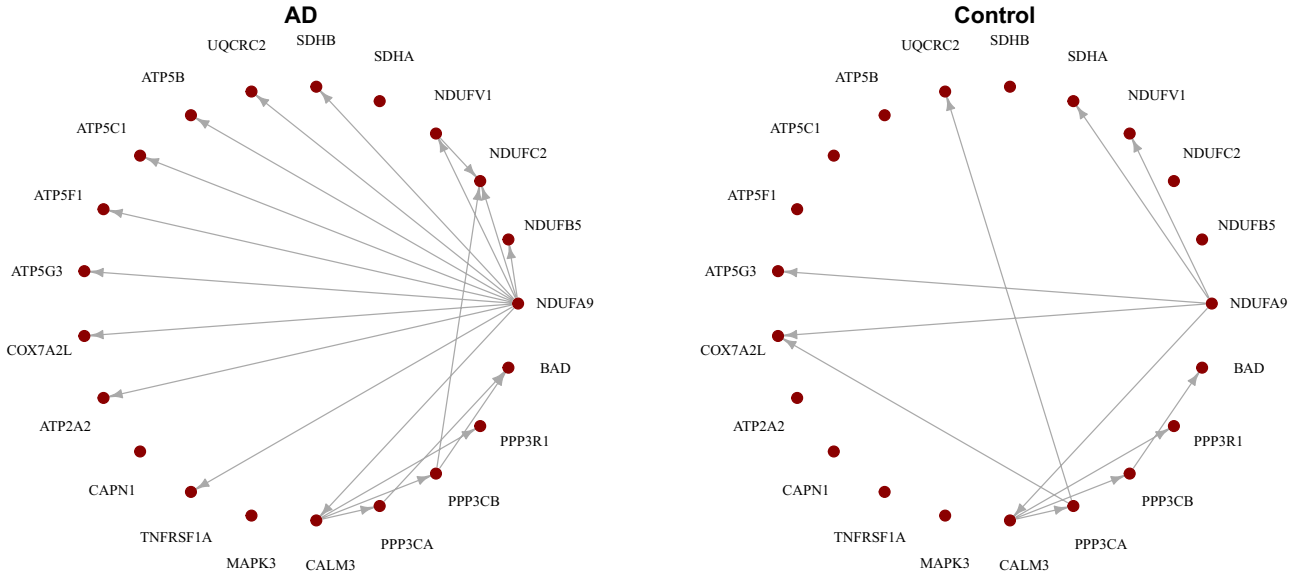 AD
UQCRC2
SDHB
SDHA
ATP5B
NDUFV1
ATP5C1
NDUFC2
ATP5F1
NDUFB5
ATP5G3
NDUFA9
COX7A2L
BAD
ATP2A2
PPP3R1
CAPN1
PPP3CB
TNFRSF1A
PPP3CA
MAPK3
CALM3
Control
UQCRC2
SDHB
SDHA
ATP5B
NDUFV1
ATP5C1
NDUFC2
ATP5F1
NDUFB5
ATP5G3
NDUFA9
COX7A2L
BAD
ATP2A2
PPP3R1
CAPN1
PPP3CB
TNFRSF1A
PPP3CA
MAPK3
CALM3